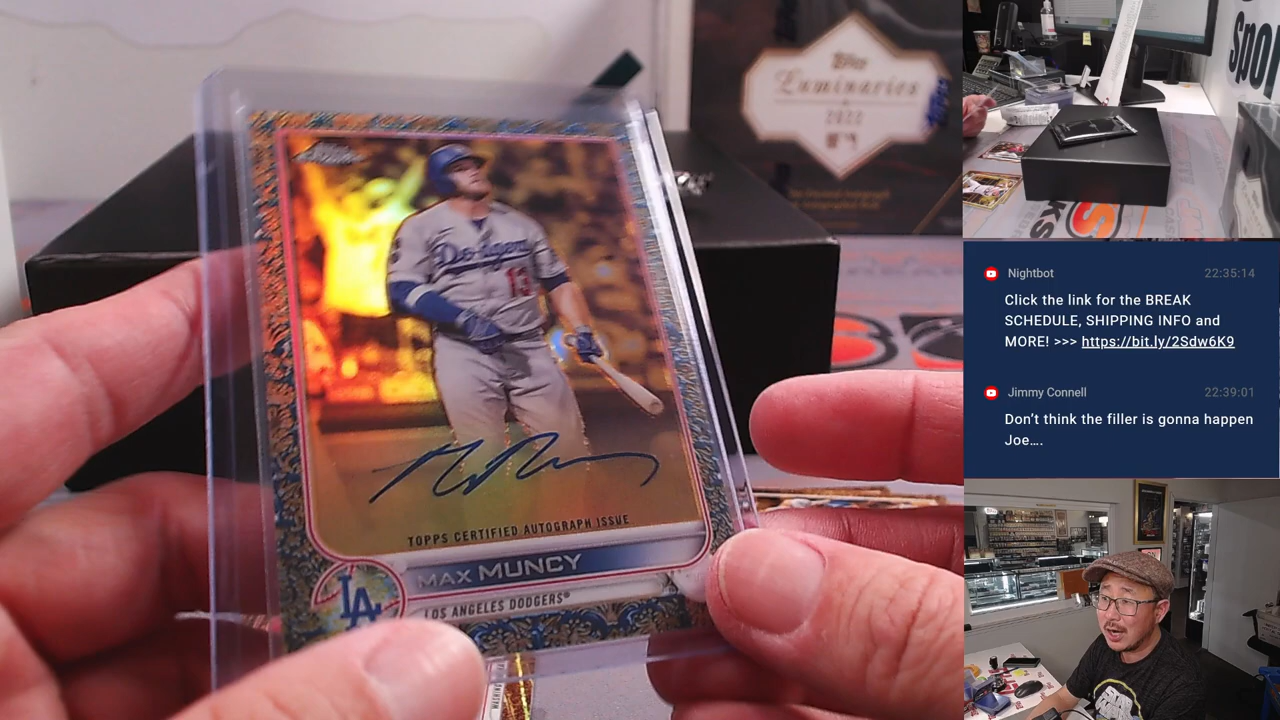 Topps
Luminaries
2022
Dodgers
13
TOPPS CERTIFIED AUTOGRAPH ISSUE
MAX MUNCY
LA
LOS ANGELES DODGERS®
Spor
Nightbot 22:35:14
Click the link for the BREAK
SCHEDULE, SHIPPING INFO and
MORE! >>> https://bit.ly/2Sdw6K9
Jimmy Connell 22:39:01
Don't think the filler is gonna happen
Joe....